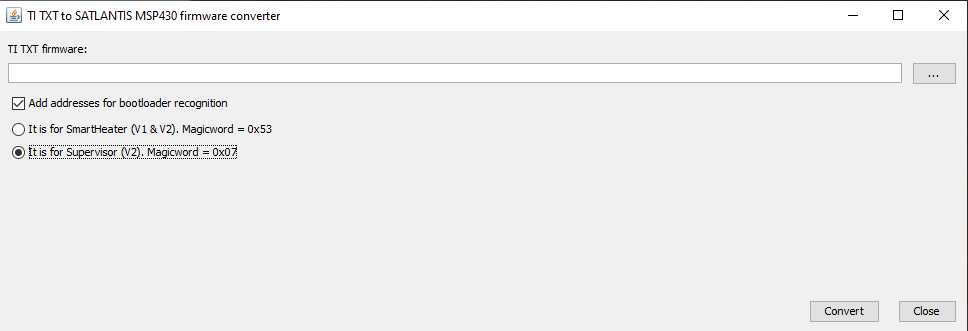 TI TXT to SATLANTIS MSP430 firmware converter
TI TXT firmware:
...
Add addresses for bootloader recognition
It is for SmartHeater (V1 & V2). Magicword = 0x53
It is for Supervisor (V2). Magicword = 0x07
Convert Close